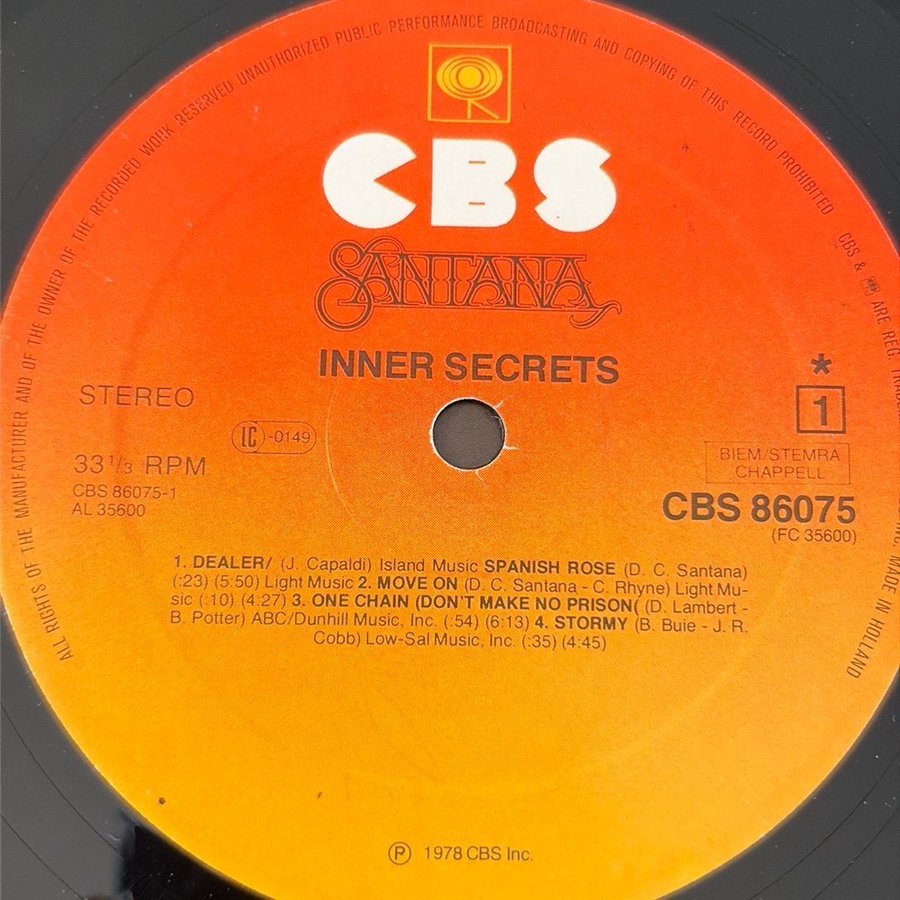 ALL RIGHTS OF THE MANUFACTURER AND OF THE OWNER OF THE RECORDED WORK RESERVED UNAUTHORIZED PUBLIC PERFORMANCE BROADCASTING AND COPYING OF THIS RECORD PROHIBITED
CBS & ARE REG. MADE IN HOLLAND
CBS
SANTANA
INNER SECRETS
STEREO
LC-0149
33 1/3 RPM
CBS 86075-1
AL 35600
*
1
BIEM/STEMRA
CHAPPELL
CBS 86075
(FC 35600)
1. DEALER/ (J. Capaldi) Island Music SPANISH ROSE (D. C. Santana)
(:23) (5:50) Light Music 2. MOVE ON (D. C. Santana - C. Rhyne) Light Mu-
sic (:10) (4:27) 3. ONE CHAIN (DON'T MAKE NO PRISON( (D. Lambert -
B. Potter) ABC/Dunhill Music, Inc. (:54) (6:13) 4. STORMY (B. Buie - J. R.
Cobb) Low-Sal Music, Inc. (:35) (4:45)
℗ 1978 CBS Inc.